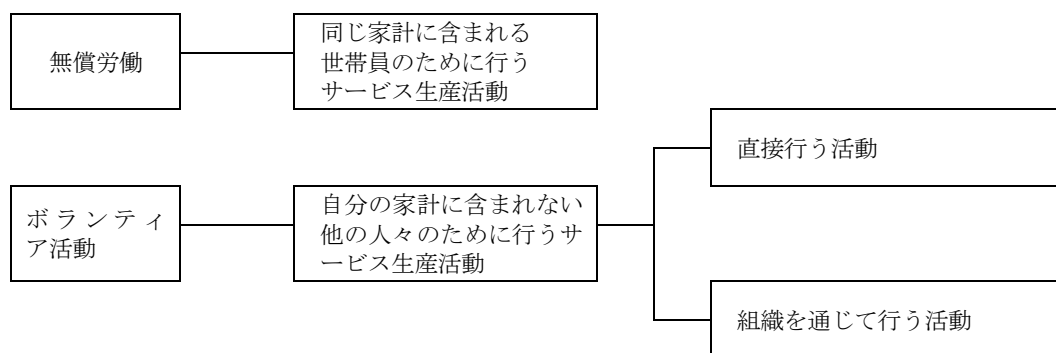 無償労働
同じ家計に含まれる
世帯員のために行う
サービス生産活動
直接行う活動
ボランティ
ア活動
自分の家計に含まれない
他の人々のために行うサ
ービス生産活動
組織を通じて行う活動